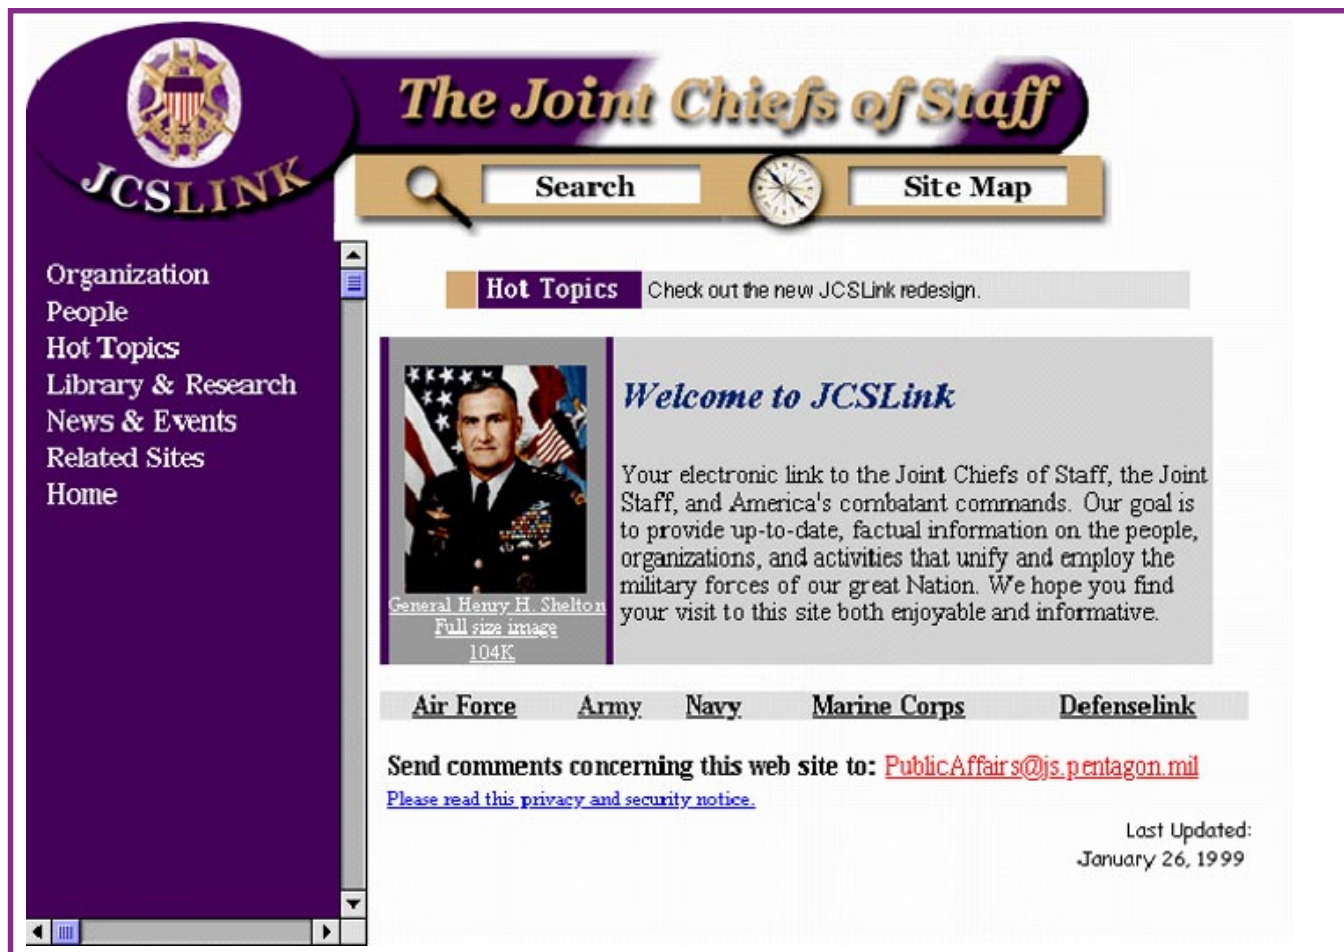 The Joint Chiefs of Staff
JCSLINK
Search
Site Map
Organization
People
Hot Topics
Library & Research
News & Events
Related Sites
Home
Hot Topics Check out the new JCSLink redesign.
General Henry H. Shelton
Full size image
104K
Welcome to JCSLink
Your electronic link to the Joint Chiefs of Staff, the Joint
Staff, and America's combatant commands. Our goal is
to provide up-to-date, factual information on the people,
organizations, and activities that unify and employ the
military forces of our great Nation. We hope you find
your visit to this site both enjoyable and informative.
Air Force Army Navy Marine Corps Defenselink
Send comments concerning this web site to: PublicAffairs@js.pentagon.mil
Please read this privacy and security notice.
Last Updated:
January 26, 1999